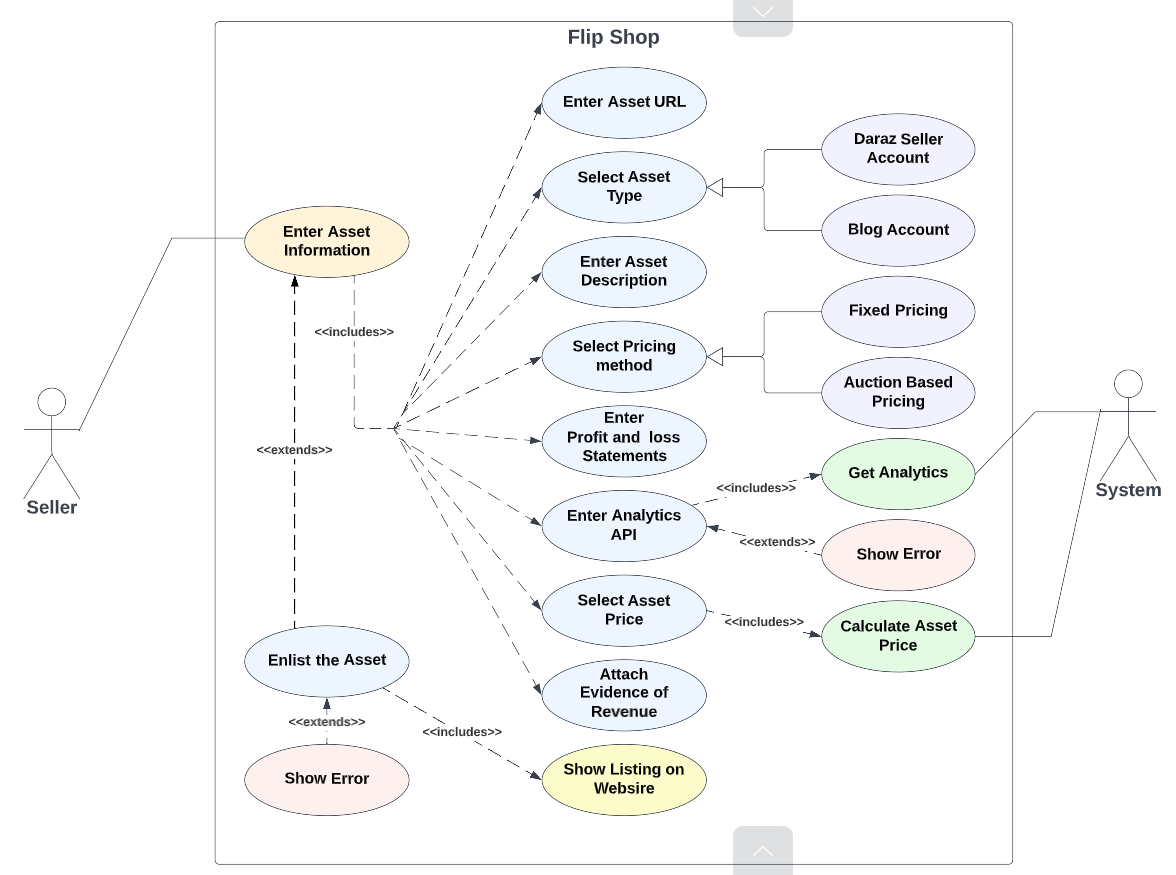 Flip Shop
Enter Asset URL
Daraz Seller
Account
Select Asset
Type
Blog Account
Enter Asset
Information
Enter Asset
Description
<<includes>>
Fixed Pricing
Select Pricing
method
Auction Based
Pricing
Enter
Profit and loss
Statements
<<extends>>
Get Analytics
<<includes>>
Seller
System
Enter Analytics
API
<<extends>>
Show Error
Select Asset
Price
<<includes>>
Calculate Asset
Price
Enlist the Asset
Attach
Evidence of
Revenue
<<extends>>
<<includes>>
Show Error
Show Listing on
Websire